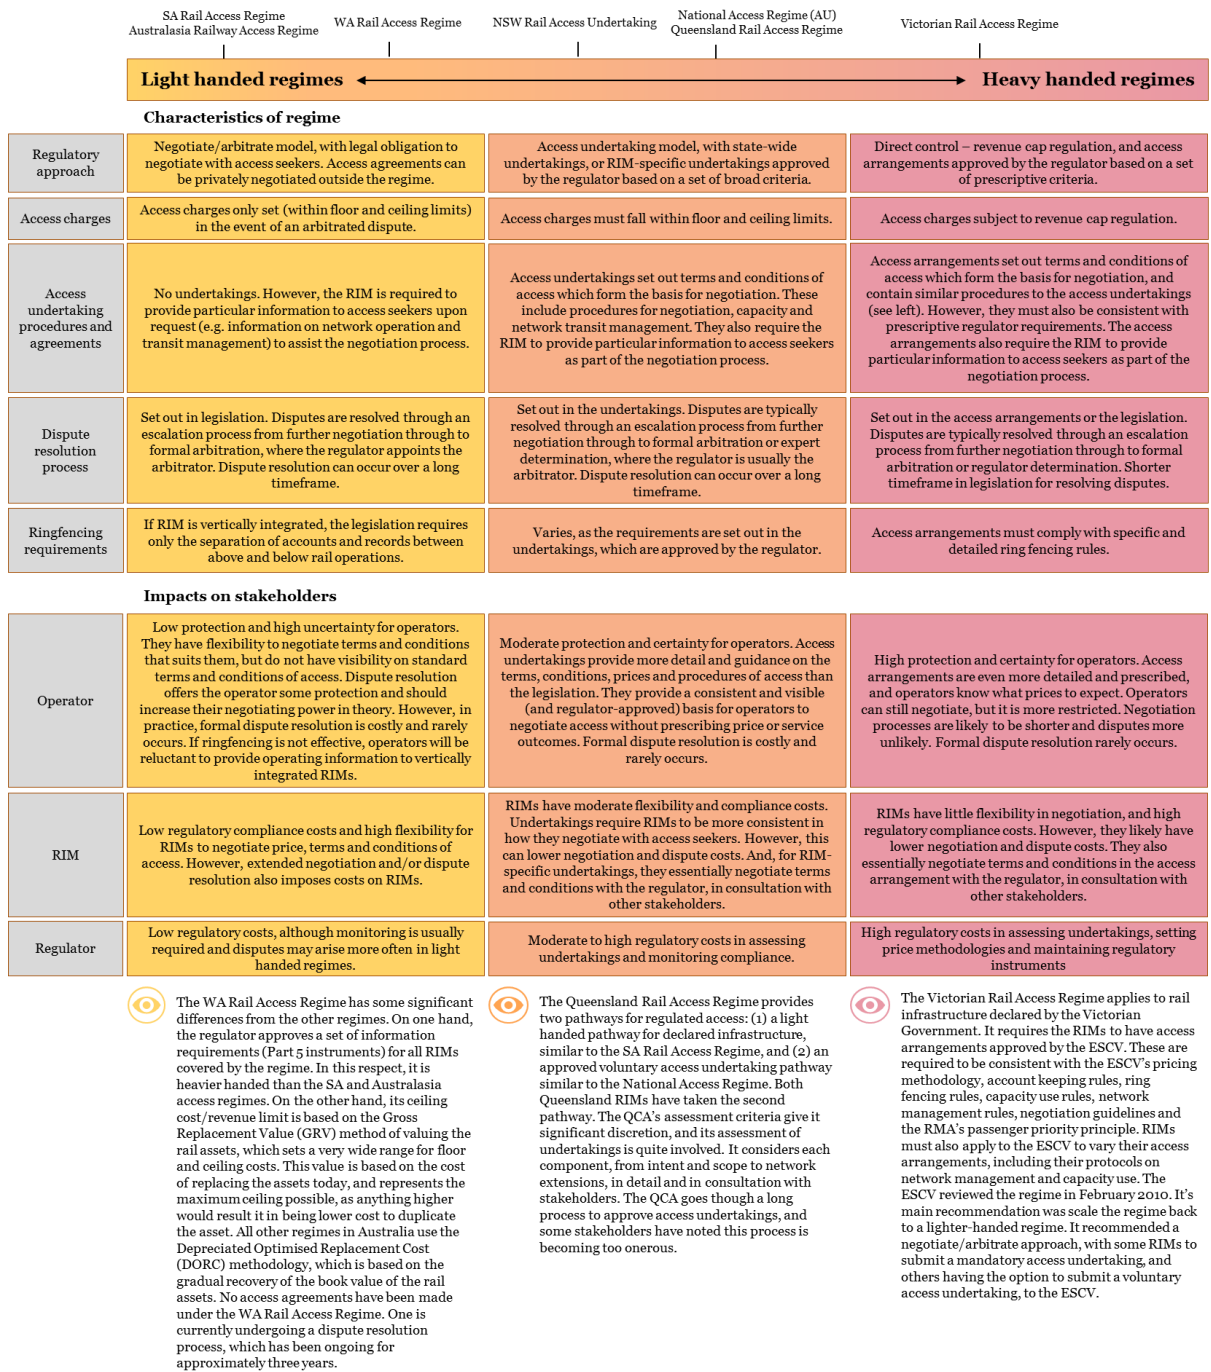 SA Rail Access Regime
Australasia Railway Access Regime
WA Rail Access Regime
NSW Rail Access Undertaking
National Access Regime (AU)
Queensland Rail Access Regime
Victorian Rail Access Regime
Light handed regimes
Heavy handed regimes
Characteristics of regime
Regulatory
approach
Negotiate/arbitrate model, with legal obligation to
negotiate with access seekers. Access agreements can
be privately negotiated outside the regime.
Access undertaking model, with state-wide
undertakings, or RIM-specific undertakings approved
by the regulator based on a set of broad criteria.
Direct control – revenue cap regulation, and access
arrangements approved by the regulator based on a set
of prescriptive criteria.
Access charges
Access charges only set (within floor and ceiling limits)
in the event of an arbitrated dispute.
Access charges must fall within floor and ceiling limits.
Access charges subject to revenue cap regulation.
Access
undertaking
procedures and
agreements
No undertakings. However, the RIM is required to
provide particular information to access seekers upon
request (e.g. information on network operation and
transit management) to assist the negotiation process.
Access undertakings set out terms and conditions of
access which form the basis for negotiation. These
include procedures for negotiation, capacity and
network transit management. They also require the
RIM to provide particular information to access seekers
as part of the negotiation process.
Access arrangements set out terms and conditions of
access which form the basis for negotiation, and
contain similar procedures to the access undertakings
(see left). However, they must also be consistent with
prescriptive regulator requirements. The access
arrangements also require the RIM to provide
particular information to access seekers as part of the
negotiation process.
Dispute
resolution
process
Set out in legislation. Disputes are resolved through an
escalation process from further negotiation through to
formal arbitration, where the regulator appoints the
arbitrator. Dispute resolution can occur over a long
timeframe.
Set out in the undertakings. Disputes are typically
resolved through an escalation process from further
negotiation through to formal arbitration or expert
determination, where the regulator is usually the
arbitrator. Dispute resolution can occur over a long
timeframe.
Set out in the access arrangements or the legislation.
Disputes are typically resolved through an escalation
process from further negotiation through to formal
arbitration or regulator determination. Shorter
timeframe in legislation for resolving disputes.
Ringfencing
requirements
If RIM is vertically integrated, the legislation requires
only the separation of accounts and records between
above and below rail operations.
Varies, as the requirements are set out in the
undertakings, which are approved by the regulator.
Access arrangements must comply with specific and
detailed ring fencing rules.
Impacts on stakeholders
Operator
Low protection and high uncertainty for operators.
They have flexibility to negotiate terms and conditions
that suits them, but do not have visibility on standard
terms and conditions of access. Dispute resolution
offers the operator some protection and should
increase their negotiating power in theory. However, in
practice, formal dispute resolution is costly and rarely
occurs. If ringfencing is not effective, operators will be
reluctant to provide operating information to vertically
integrated RIMs.
Moderate protection and certainty for operators. Access
undertakings provide more detail and guidance on the
terms, conditions, prices and procedures of access than
the legislation. They provide a consistent and visible
(and regulator-approved) basis for operators to
negotiate access without prescribing price or service
outcomes. Formal dispute resolution is costly and
rarely occurs.
High protection and certainty for operators. Access
arrangements are even more detailed and prescribed,
and operators know what prices to expect. Operators
can still negotiate, but it is more restricted. Negotiation
processes are likely to be shorter and disputes more
unlikely. Formal dispute resolution rarely occurs.
RIM
Low regulatory compliance costs and high flexibility for
RIMs to negotiate price, terms and conditions of
access. However, extended negotiation and/or dispute
resolution also imposes costs on RIMs.
RIMs have moderate flexibility and compliance costs.
Undertakings require RIMs to be more consistent in
how they negotiate with access seekers. However, this
can lower negotiation and dispute costs. And, for RIM-
specific undertakings, they essentially negotiate terms
and conditions with the regulator, in consultation with
other stakeholders.
RIMs have little flexibility in negotiation, and high
regulatory compliance costs. However, they likely have
lower negotiation and dispute costs. They also
essentially negotiate terms and conditions in the access
arrangement with the regulator, in consultation with
other stakeholders.
Regulator
Low regulatory costs, although monitoring is usually
required and disputes may arise more often in light
handed regimes.
Moderate to high regulatory costs in assessing
undertakings and monitoring compliance.
High regulatory costs in assessing undertakings, setting
price methodologies and maintaining regulatory
instruments
The WA Rail Access Regime has some significant
differences from the other regimes. On one hand,
the regulator approves a set of information
requirements (Part 5 instruments) for all RIMs
covered by the regime. In this respect, it is
heavier handed than the SA and Australasia
access regimes. On the other hand, its ceiling
cost/revenue limit is based on the Gross
Replacement Value (GRV) method of valuing the
rail assets, which sets a very wide range for floor
and ceiling costs. This value is based on the cost
of replacing the assets today, and represents the
maximum ceiling possible, as anything higher
would result it in being lower cost to duplicate
the asset. All other regimes in Australia use the
Depreciated Optimised Replacement Cost
(DORC) methodology, which is based on the
gradual recovery of the book value of the rail
assets. No access agreements have been made
under the WA Rail Access Regime. One is
currently undergoing a dispute resolution
process, which has been ongoing for
approximately three years.
The Queensland Rail Access Regime provides
two pathways for regulated access: (1) a light
handed pathway for declared infrastructure,
similar to the SA Rail Access Regime, and (2) an
approved voluntary access undertaking pathway
similar to the National Access Regime. Both
Queensland RIMs have taken the second
pathway. The QCA's assessment criteria give it
significant discretion, and its assessment of
undertakings is quite involved. It considers each
component, from intent and scope to network
extensions, in detail and in consultation with
stakeholders. The QCA goes though a long
process to approve access undertakings, and
some stakeholders have noted this process is
becoming too onerous.
The Victorian Rail Access Regime applies to rail
infrastructure declared by the Victorian
Government. It requires the RIMs to have access
arrangements approved by the ESCV. These are
required to be consistent with the ESCV's pricing
methodology, account keeping rules, ring
fencing rules, capacity use rules, network
management rules, negotiation guidelines and
the RMA's passenger priority principle. RIMs
must also apply to the ESCV to vary their access
arrangements, including their protocols on
network management and capacity use. The
ESCV reviewed the regime in February 2010. It's
main recommendation was scale the regime back
to a lighter-handed regime. It recommended a
negotiate/arbitrate approach, with some RIMs to
submit a mandatory access undertaking, and
others having the option to submit a voluntary
access undertaking, to the ESCV.